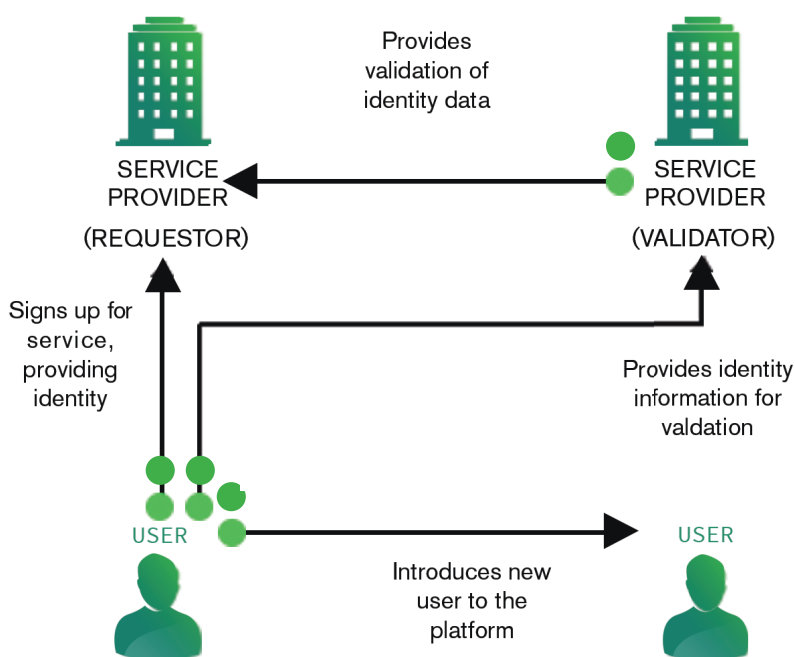 Provides
validation of
identity data
SERVICE
PROVIDER
(REQUESTOR)
SERVICE
PROVIDER
(VALIDATOR)
Signs up for
service,
providing
identity
Provides identity
information for
valdation
USER
USER
Introduces new
user to the
platform